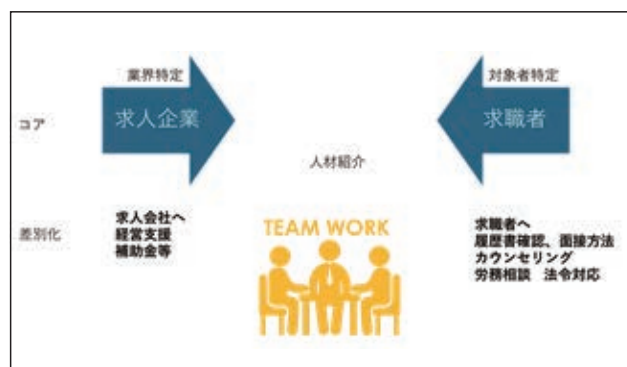 業界特定
対象者特定
コア
求人企業
求職者
人材紹介
差別化
求人会社へ
経営支援
補助金等
TEAM WORK
求職者へ
履歴書確認、面接方法
カウンセリング
労務相談　法令対応